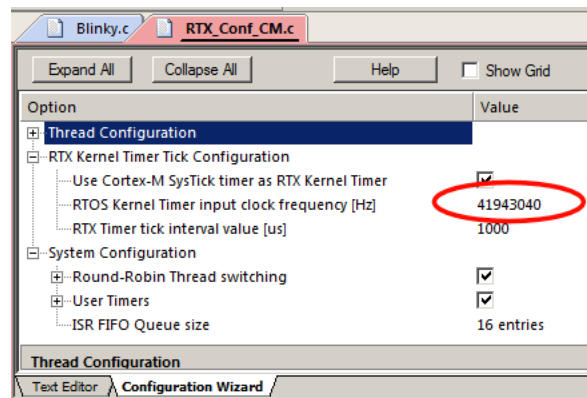 Blinky.c RTX_Conf_CM.c
Expand All Collapse All Help Show Grid
Option Value
Thread Configuration
RTX Kernel Timer Tick Configuration
Use Cortex-M SysTick timer as RTX Kernel Timer
RTOS Kernel Timer input clock frequency [Hz] 41943040
RTX Timer tick interval value [us] 1000
System Configuration
Round-Robin Thread switching
User Timers
ISR FIFO Queue size 16 entries
Thread Configuration
Text Editor Configuration Wizard